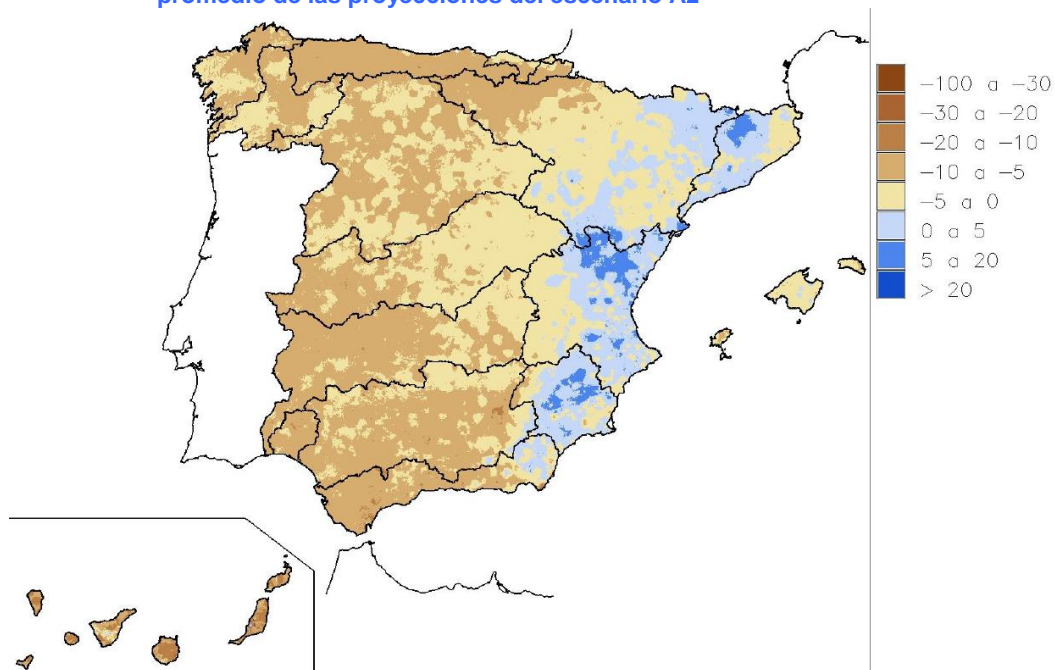 promedio de las proyecciones del escenario A2
-100 a -30
-30 a -20
-20 a -10
-10 a -5
-5 a 0
0 a 5
5 a 20
> 20